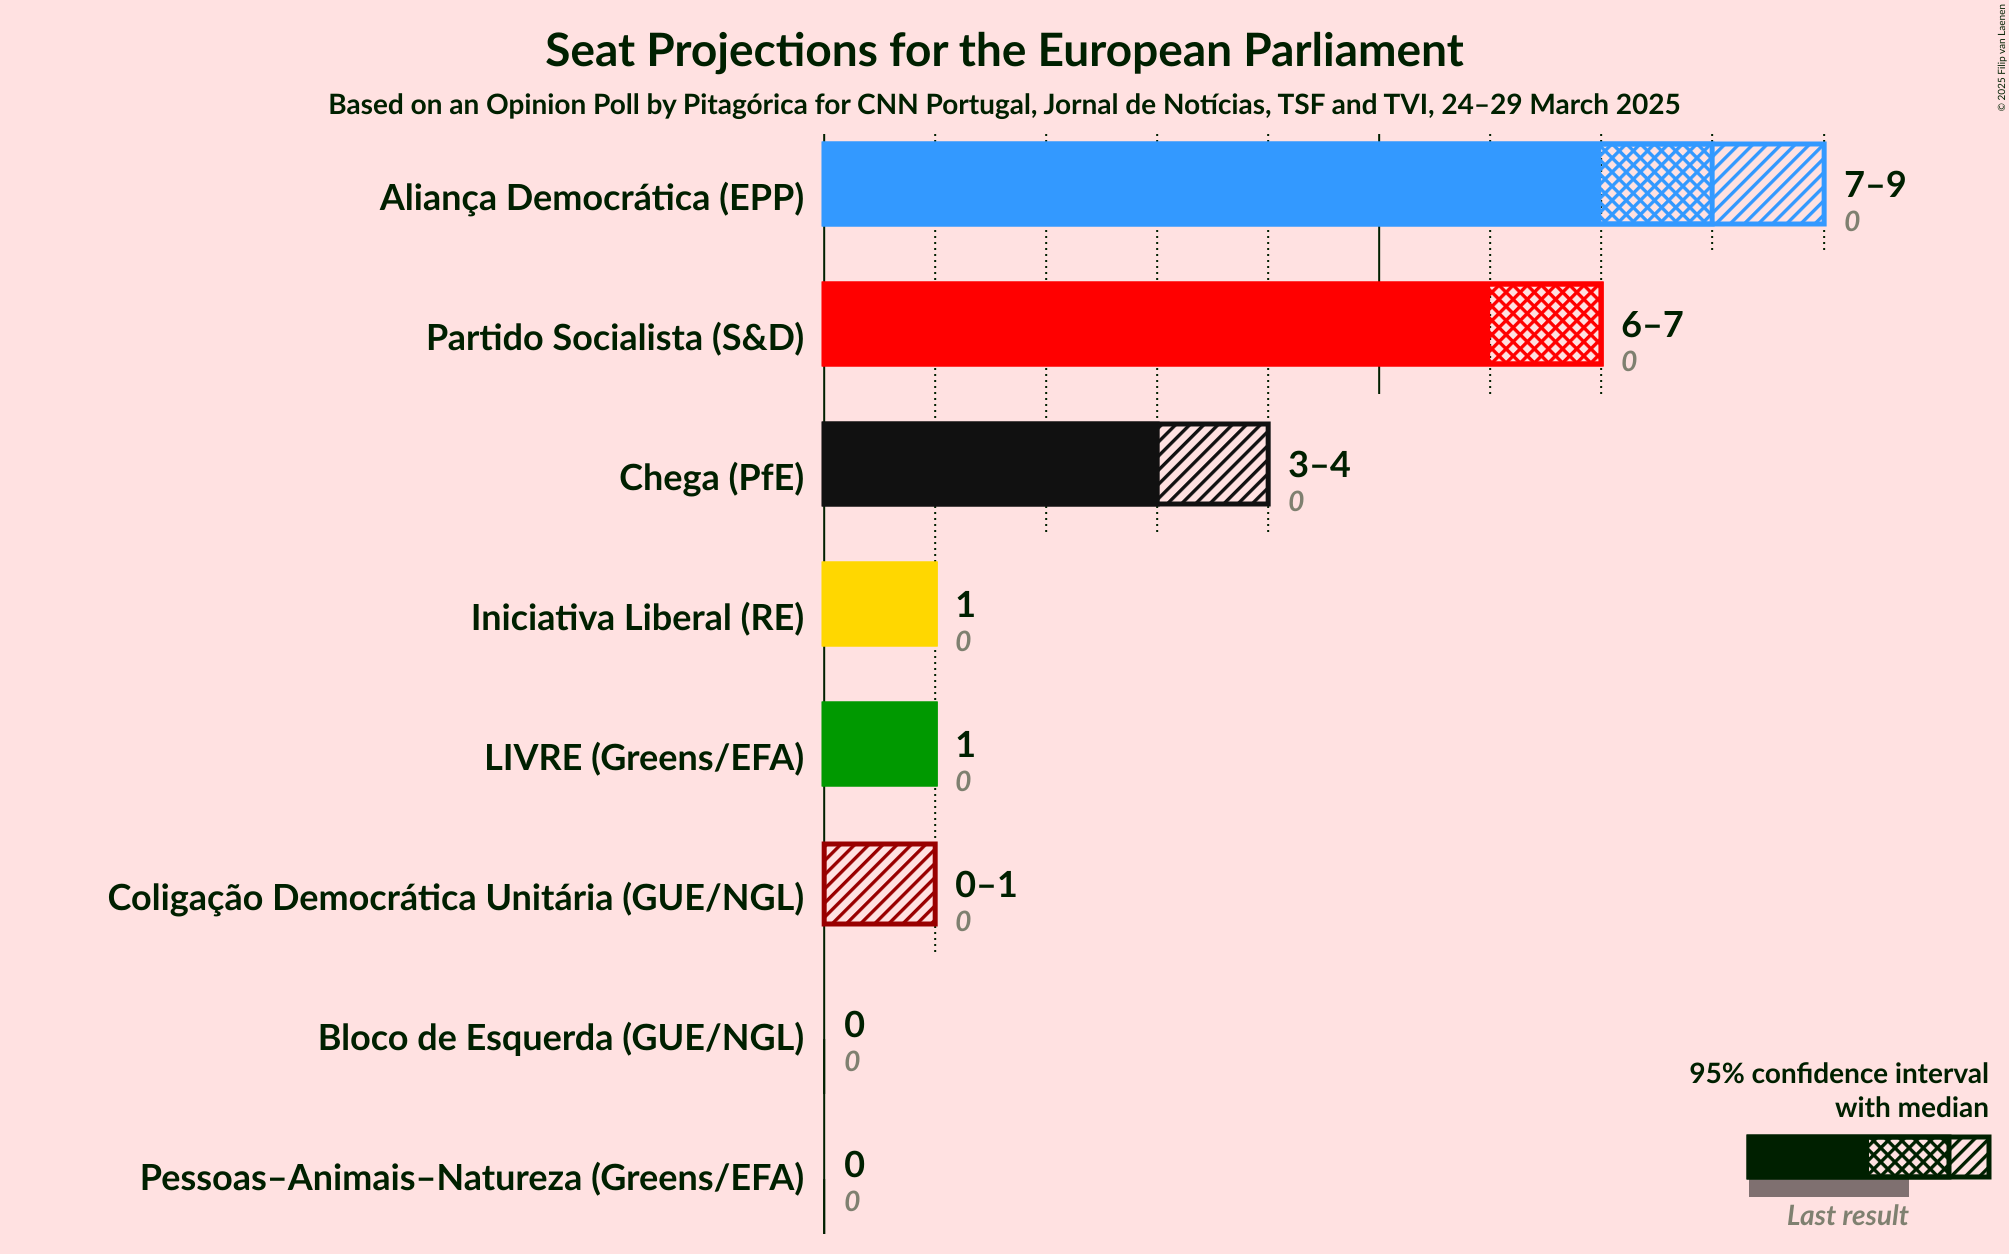 Seat Projections for the European Parliament
Based on an Opinion Poll by Pitagórica for CNN Portugal, Jornal de Notícias, TSF and TVI, 24–29 March 2025
© 2025 Filip van Laenen
Aliança Democrática (EPP)
7–9
0
Partido Socialista (S&D)
6–7
0
Chega (PfE)
3–4
0
Iniciativa Liberal (RE)
1
0
LIVRE (Greens/EFA)
1
0
Coligação Democrática Unitária (GUE/NGL)
0–1
0
Bloco de Esquerda (GUE/NGL)
0
0
Pessoas–Animais–Natureza (Greens/EFA)
0
0
95% confidence interval
with median
Last result